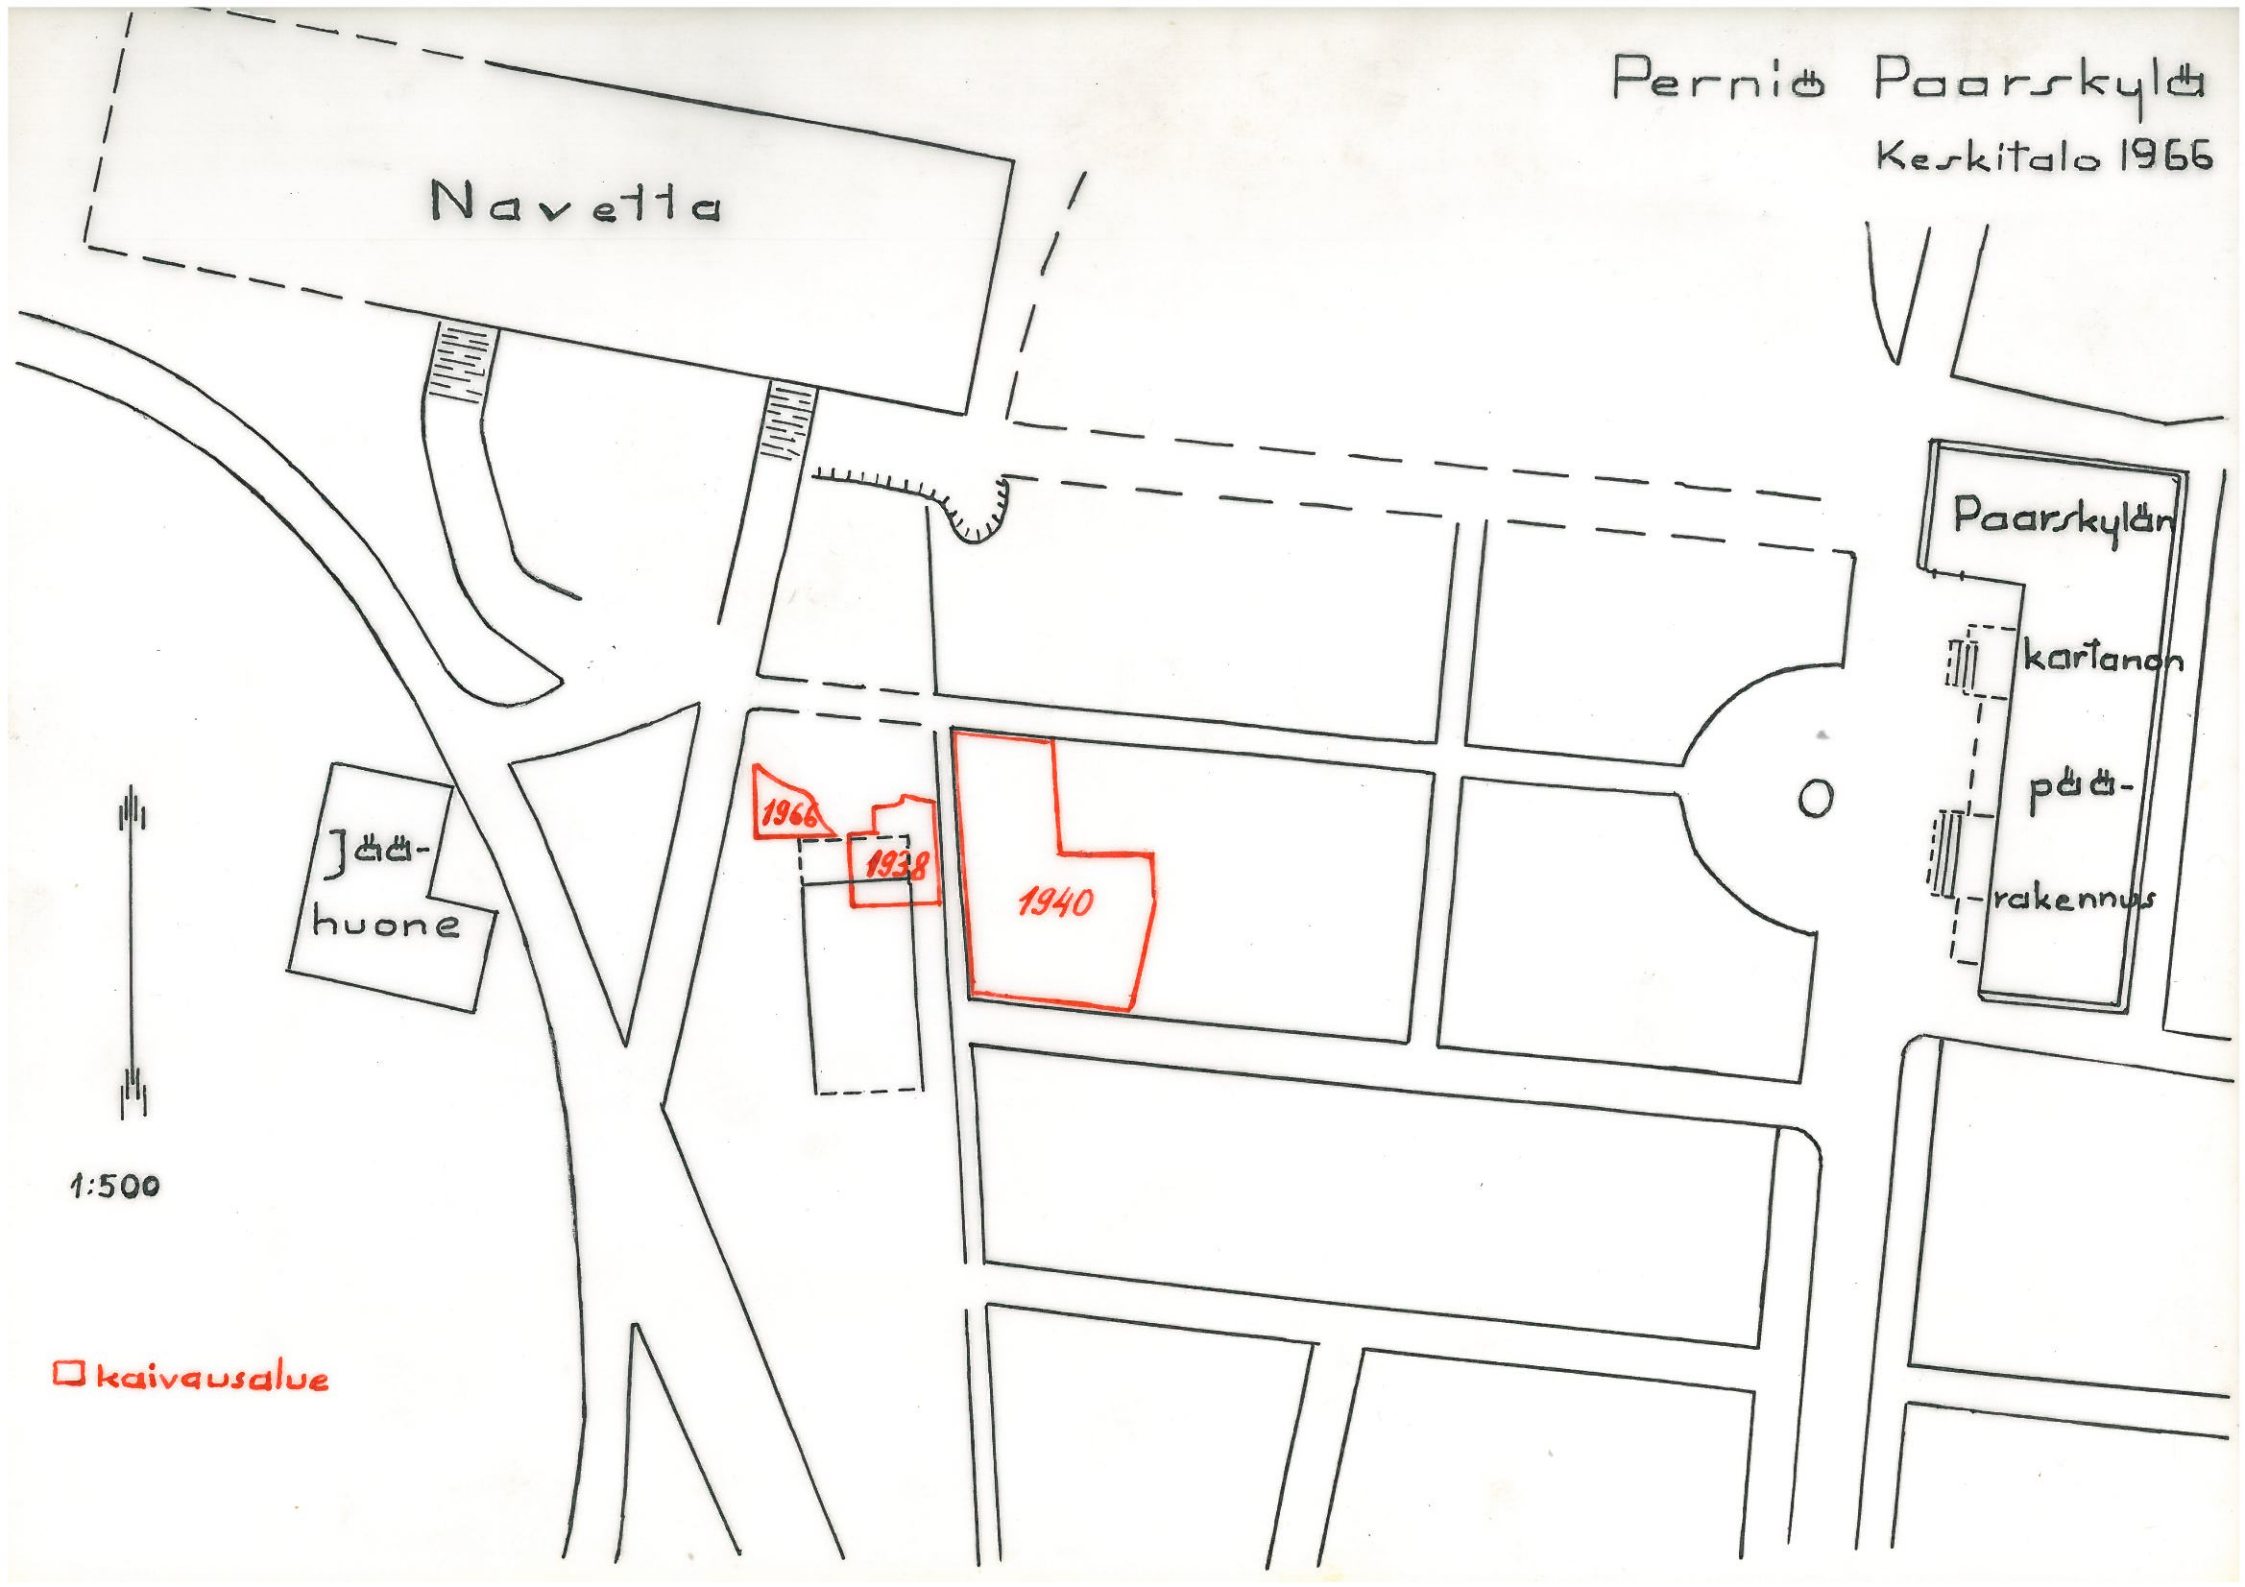 Perniö Paarskylä
Keskitalo 1966
Navetta
Paarskylän
kartanon
pää-
rakennus
1966
1938
1940
Jää-
huone
1:500
kaivausalue